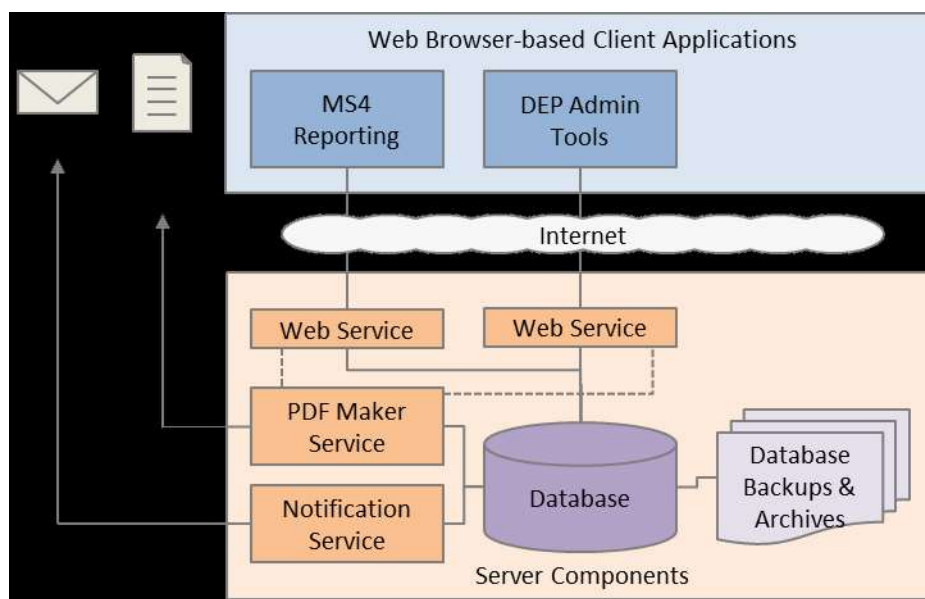 Web Browser-based Client Applications
MS4
Reporting
DEP Admin
Tools
Internet
Web Service
Web Service
PDF Maker
Service
Notification
Service
Database
Database
Backups &
Archives
Server Components